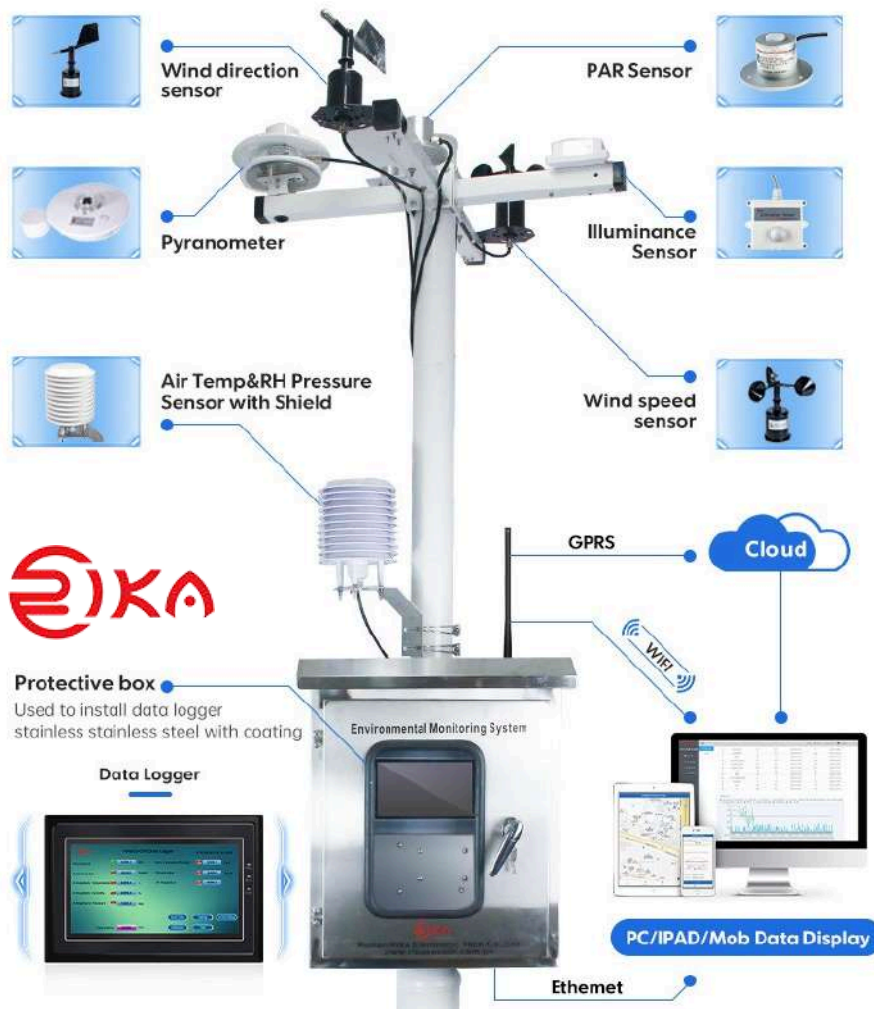 Wind direction
sensor
PAR Sensor
Pyranometer
Illuminance
Sensor
Air Temp&RH Pressure
Sensor with Shield
Wind speed
sensor
GPRS
Cloud
RIKA
WIFI
Protective box
Used to install data logger
stainless stainless steel with coating
Environmental Monitoring System
Data Logger
RIKA
PC/IPAD/Mob Data Display
Ethemet